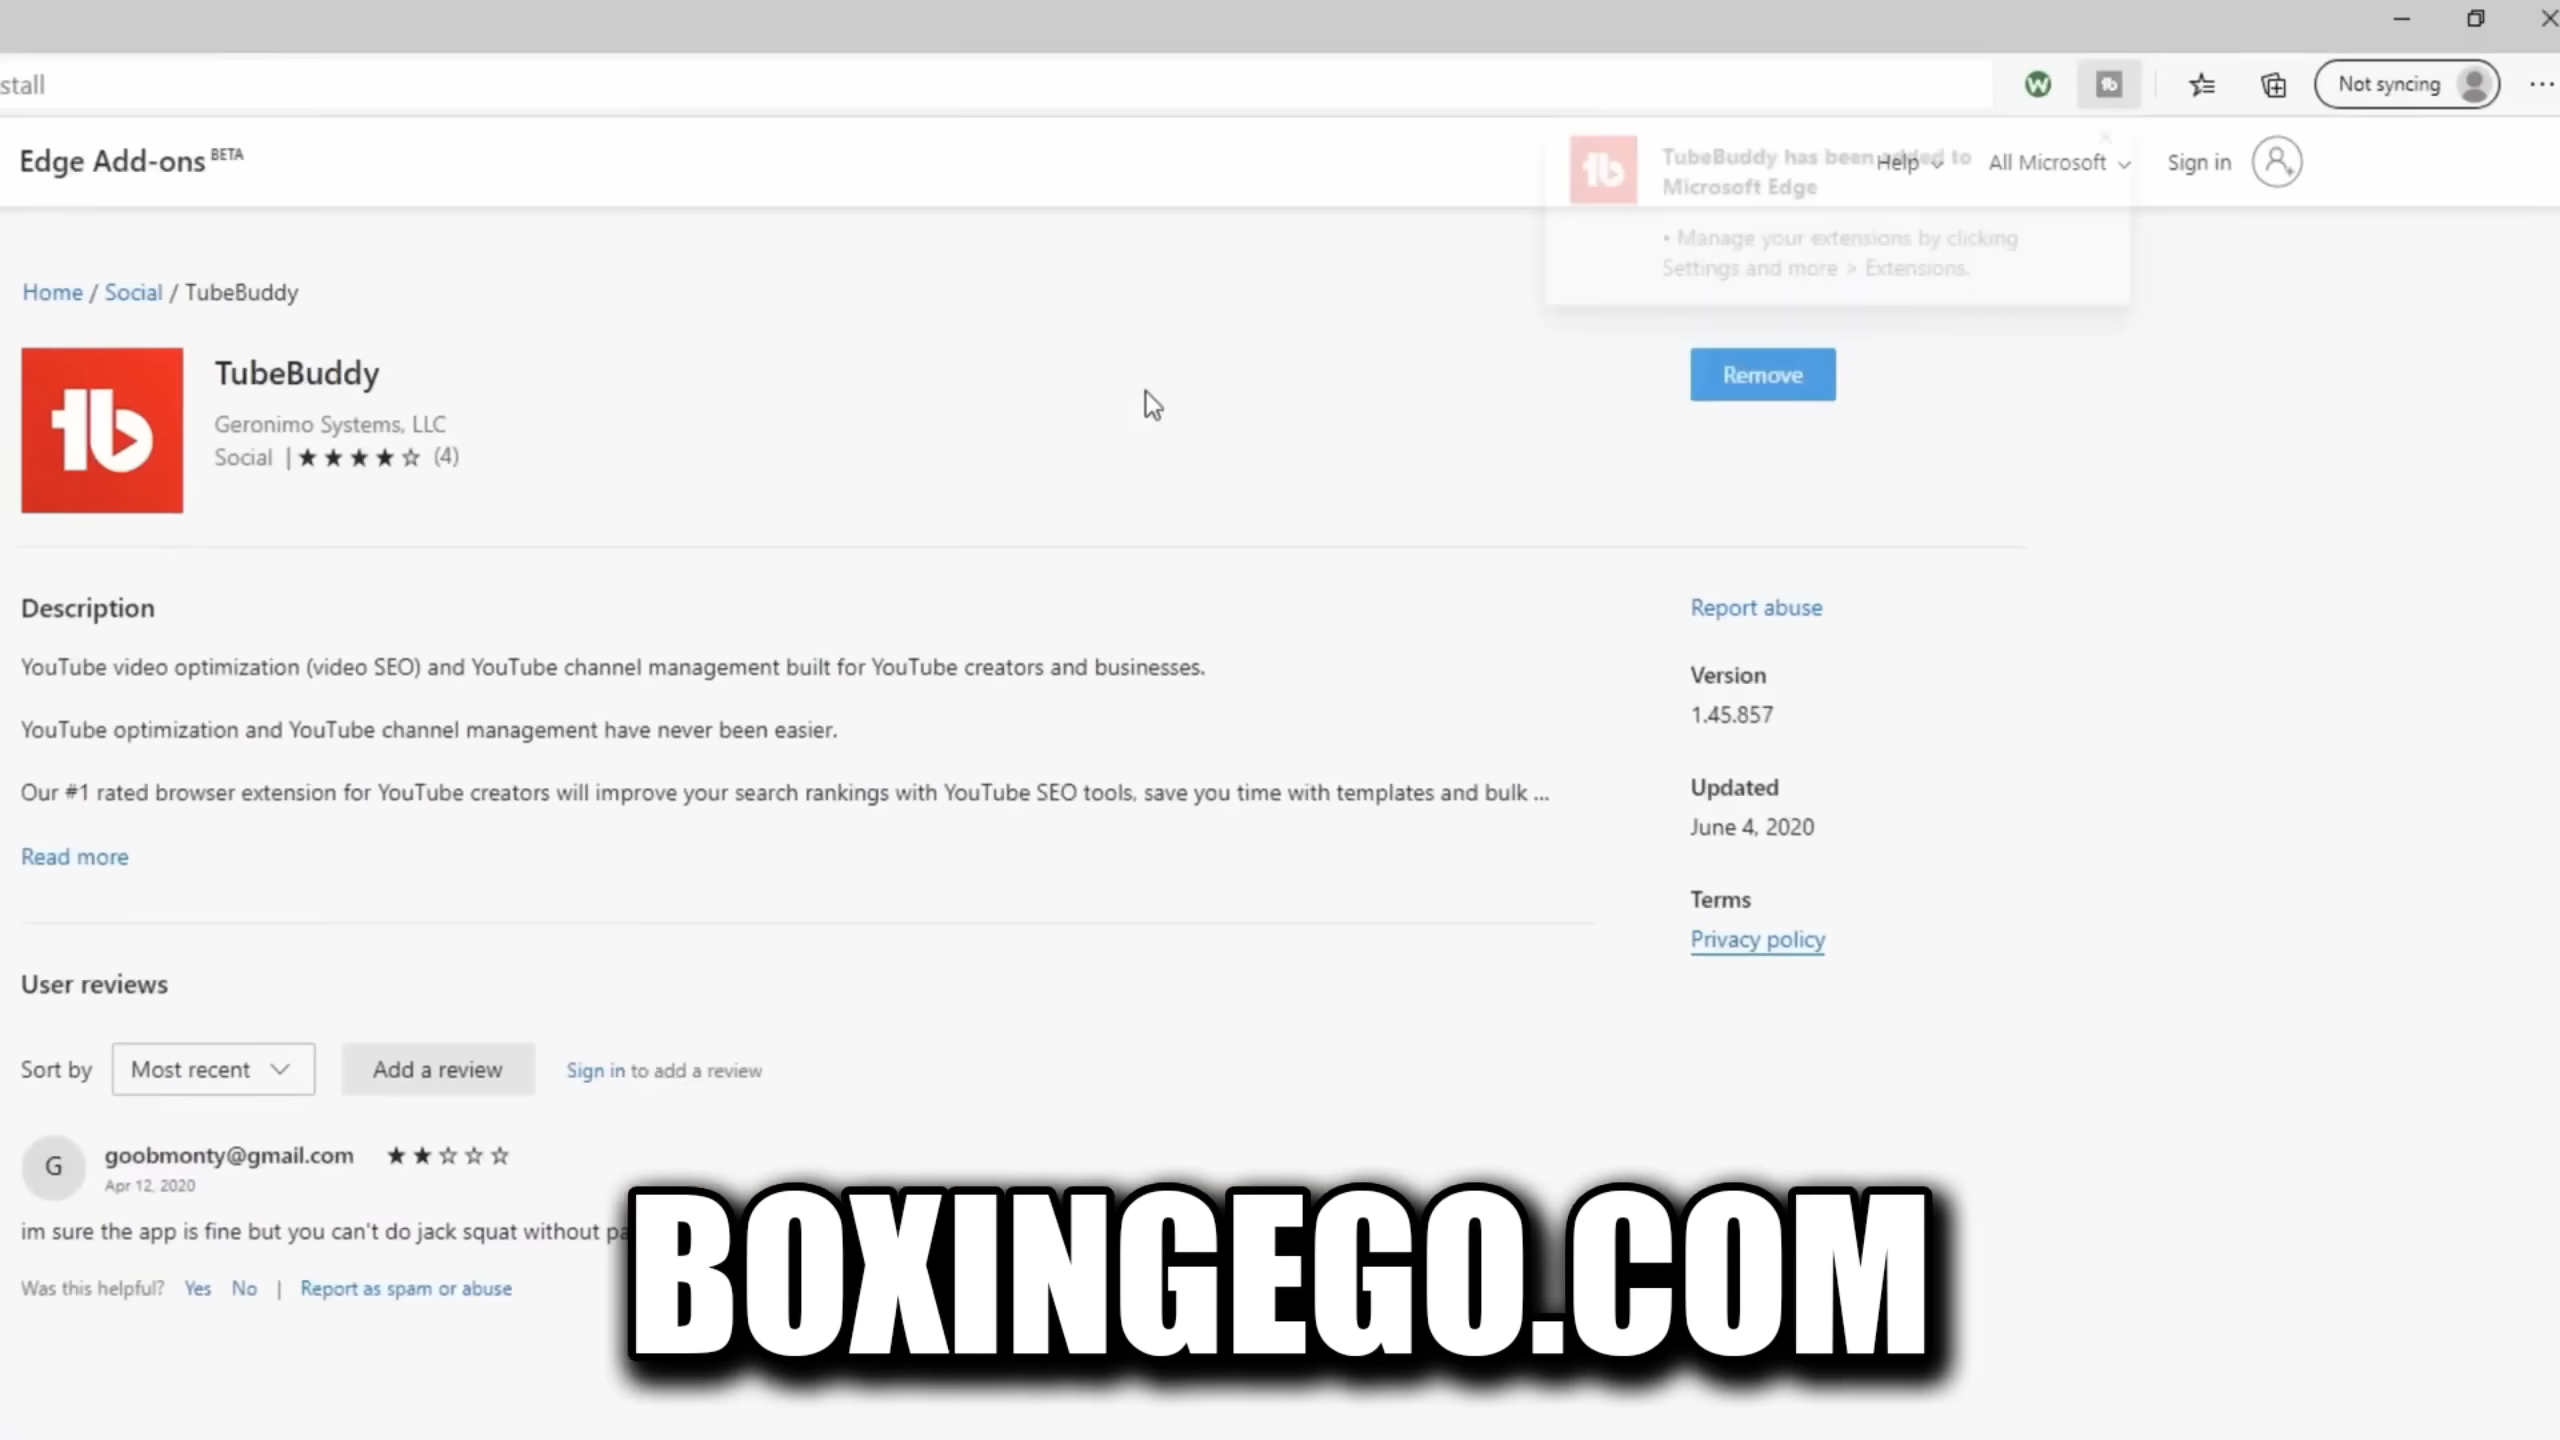 stall
Not syncing
Edge Add-ons BETA
TubeBuddy has been added to
Microsoft Edge
Help
All Microsoft
Sign in
• Manage your extensions by clicking
Settings and more > Extensions.
Home / Social / TubeBuddy
TubeBuddy
Remove
Geronimo Systems, LLC
Social | ★★★★☆ (4)
Description
Report abuse
YouTube video optimization (video SEO) and YouTube channel management built for YouTube creators and businesses.
Version
1.45.857
YouTube optimization and YouTube channel management have never been easier.
Our #1 rated browser extension for YouTube creators will improve your search rankings with YouTube SEO tools, save you time with templates and bulk ...
Updated
June 4, 2020
Read more
Terms
Privacy policy
User reviews
Sort by
Most recent
Add a review
Sign in to add a review
G
goobmonty@gmail.com ★★☆☆☆
Apr 12, 2020
im sure the app is fine but you can't do jack squat without pa
Was this helpful? Yes No | Report as spam or abuse
BOXINGEGO.COM